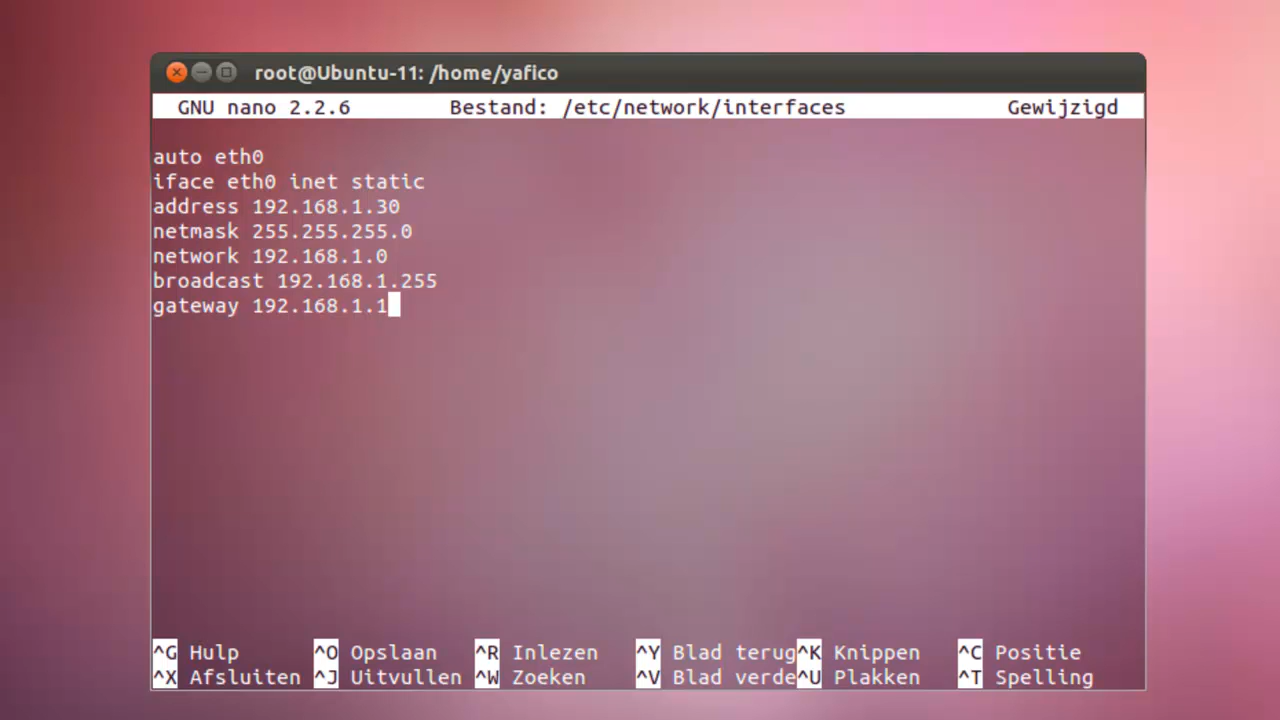 root@Ubuntu-11: /home/yafico
GNU nano 2.2.6 Bestand: /etc/network/interfaces Gewijzigd
auto eth0
iface eth0 inet static
address 192.168.1.30
netmask 255.255.255.0
network 192.168.1.0
broadcast 192.168.1.255
gateway 192.168.1.1
^G Hulp ^O Opslaan ^R Inlezen ^Y Blad terug^K Knippen ^C Positie
^X Afsluiten ^J Uitvullen ^W Zoeken ^V Blad verde^U Plakken ^T Spelling